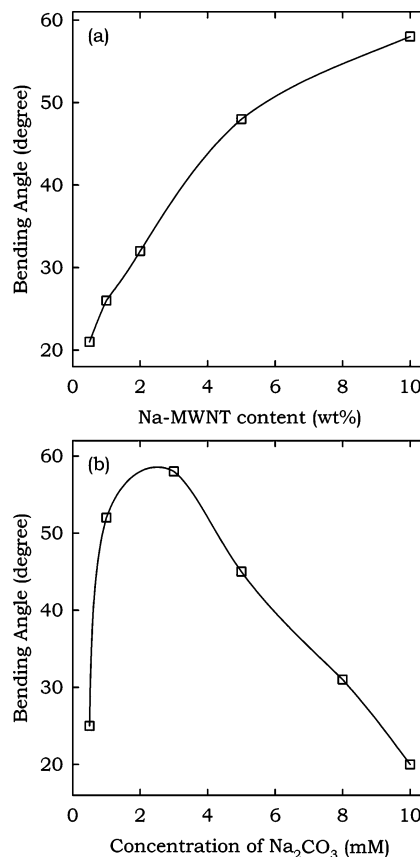 (a)
60
50
40
30
20
Bending Angle (degree)
0 2 4 6 8 10
Na-MWNT content (wt%)
(b)
60
50
40
30
20
Bending Angle (degree)
0 2 4 6 8 10
Concentration of Na₂CO₃ (mM)